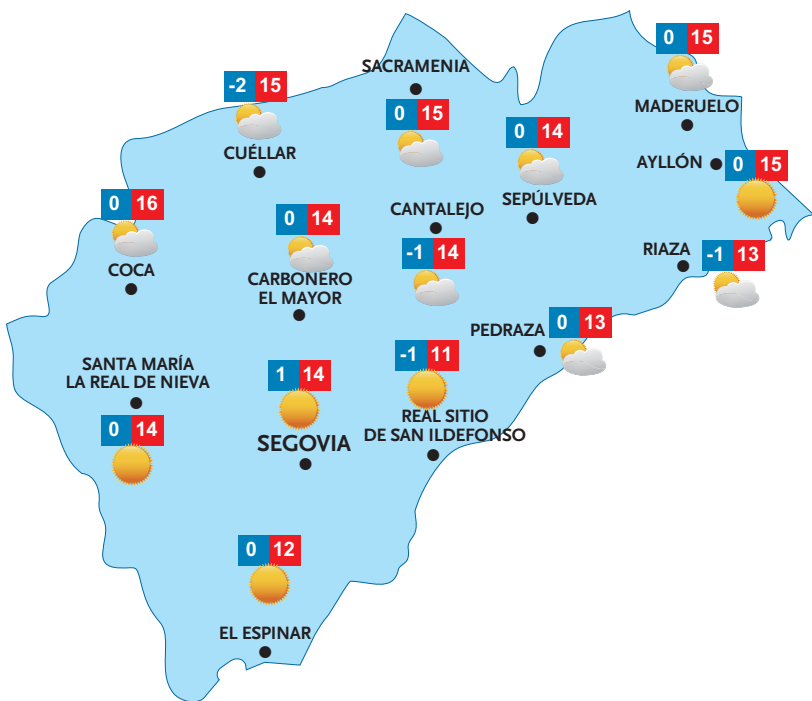 0 15
MADERUELO
SACRAMENIA
0 15
-2 15
CUÉLLAR
0 14
SEPÚLVEDA
AYLLÓN
0 15
0 16
COCA
0 14
CARBONERO
EL MAYOR
CANTALEJO
-1 14
RIAZA
-1 13
PEDRAZA
0 13
SANTA MARÍA
LA REAL DE NIEVA
0 14
1 14
SEGOVIA
-1 11
REAL SITIO
DE SAN ILDEFONSO
0 12
EL ESPINAR